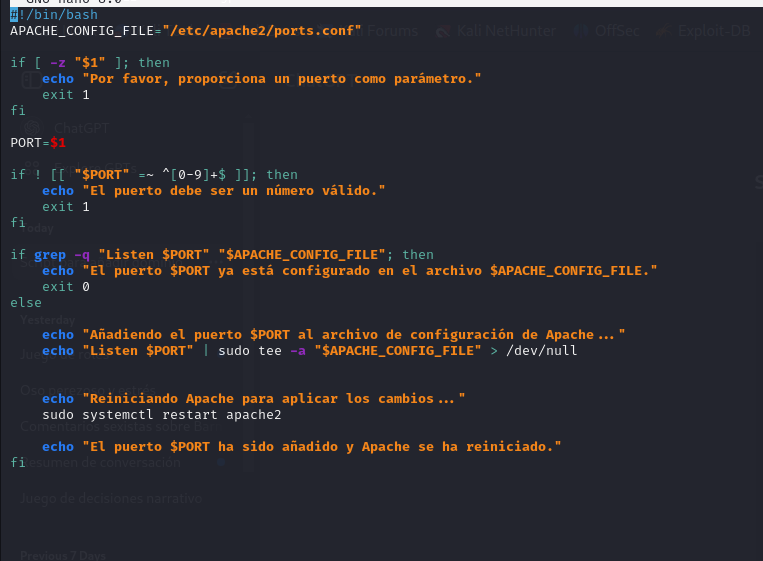 #!/bin/bash
APACHE_CONFIG_FILE="/etc/apache2/ports.conf"
Forums Kali NetHunter OffSec Exploit-DB
if [ -z "$1" ]; then
    echo "Por favor, proporciona un puerto como parámetro."
    exit 1
fi
ChatGPT
PORT=$1
if ! [[ "$PORT" =~ ^[0-9]+$ ]]; then
    echo "El puerto debe ser un número válido."
    exit 1
fi
Today
if grep -q "Listen $PORT" "$APACHE_CONFIG_FILE"; then
    echo "El puerto $PORT ya está configurado en el archivo $APACHE_CONFIG_FILE."
    exit 0
else
Yesterday
    echo "Añadiendo el puerto $PORT al archivo de configuración de Apache..."
    echo "Listen $PORT" | sudo tee -a "$APACHE_CONFIG_FILE" > /dev/null
    echo "Reiniciando Apache para aplicar los cambios..."
    sudo systemctl restart apache2
Comentarios sexistas sobre
    echo "El puerto $PORT ha sido añadido y Apache se ha reiniciado."
fi
Resumen de conversación
Juego de decisiones narrativo
Previous 7 Days